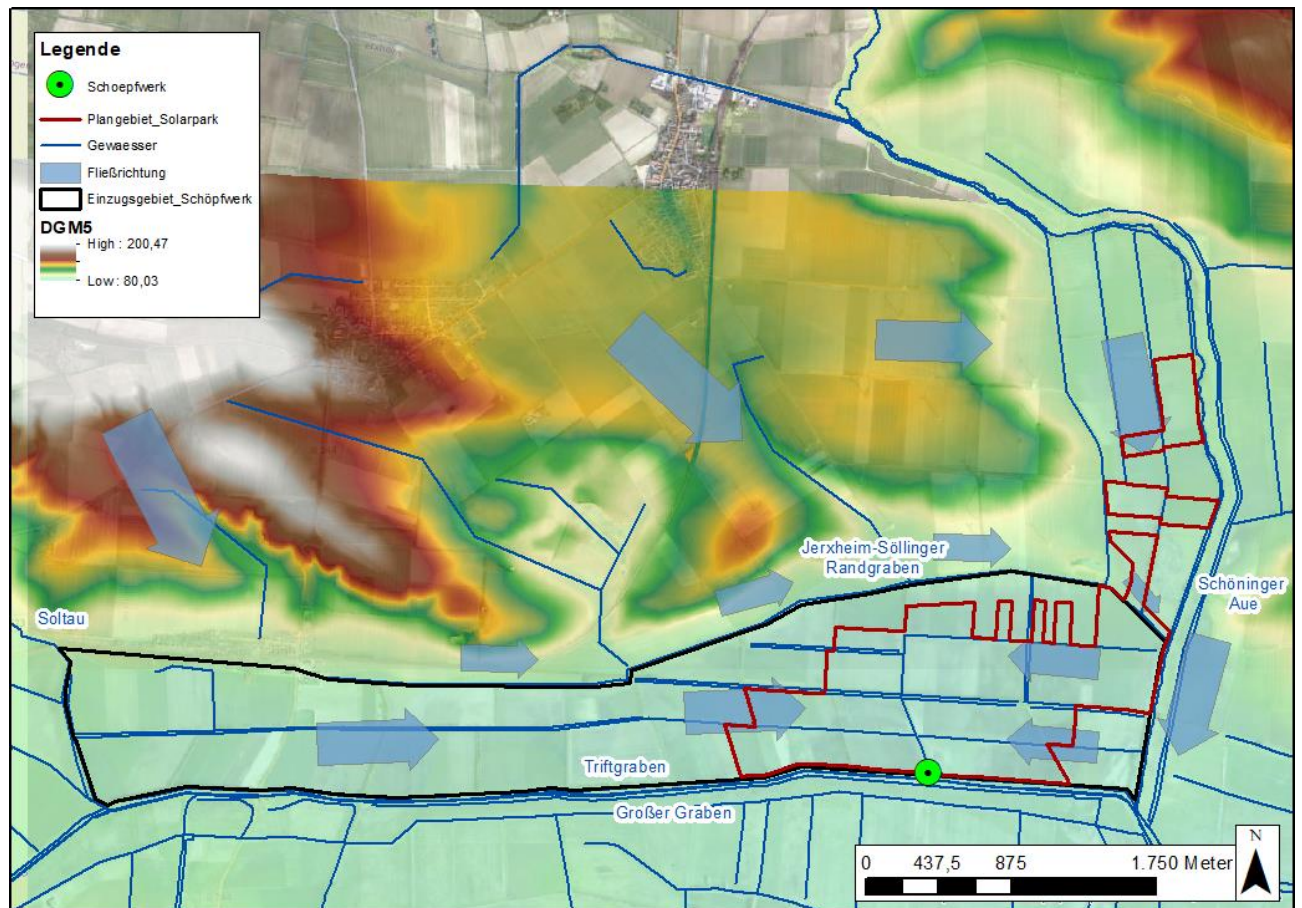 Legende
Schoepfwerk
Plangebiet_Solarpark
Gewaesser
Fließrichtung
Einzugsgebiet_Schöpfwerk
DGM5
High : 200,47
Low : 80,03
Jerxheim-Söllinger
Randgraben
Schöninger
Aue
Soltau
Triftgraben
Großer Graben
0 437,5 875 1.750 Meter
N